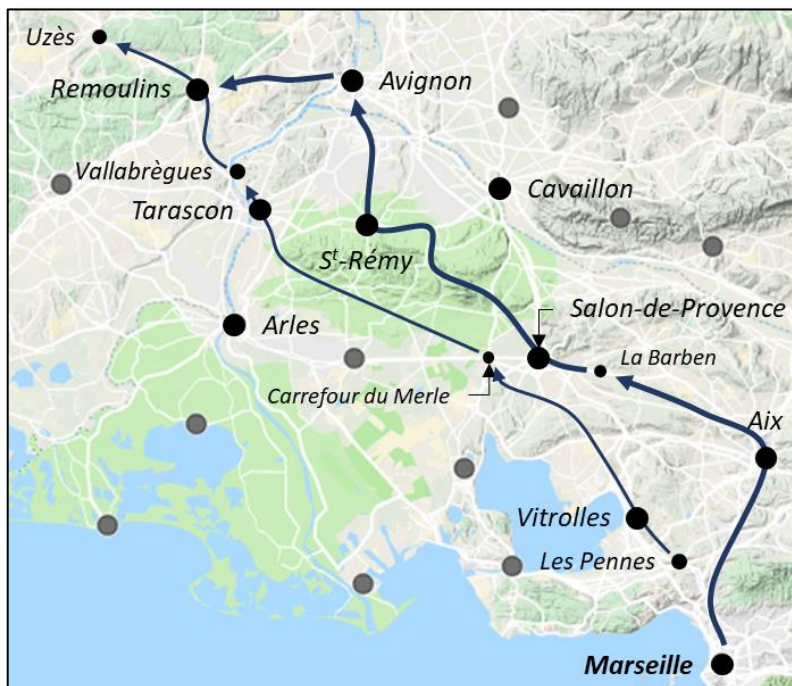 Uzès
Avignon
Remoulins
Vallabrègues
Cavaillon
Tarascon
Sᵗ-Rémy
Salon-de-Provence
Arles
La Barben
Carrefour du Merle
Aix
Vitrolles
Les Pennes
Marseille